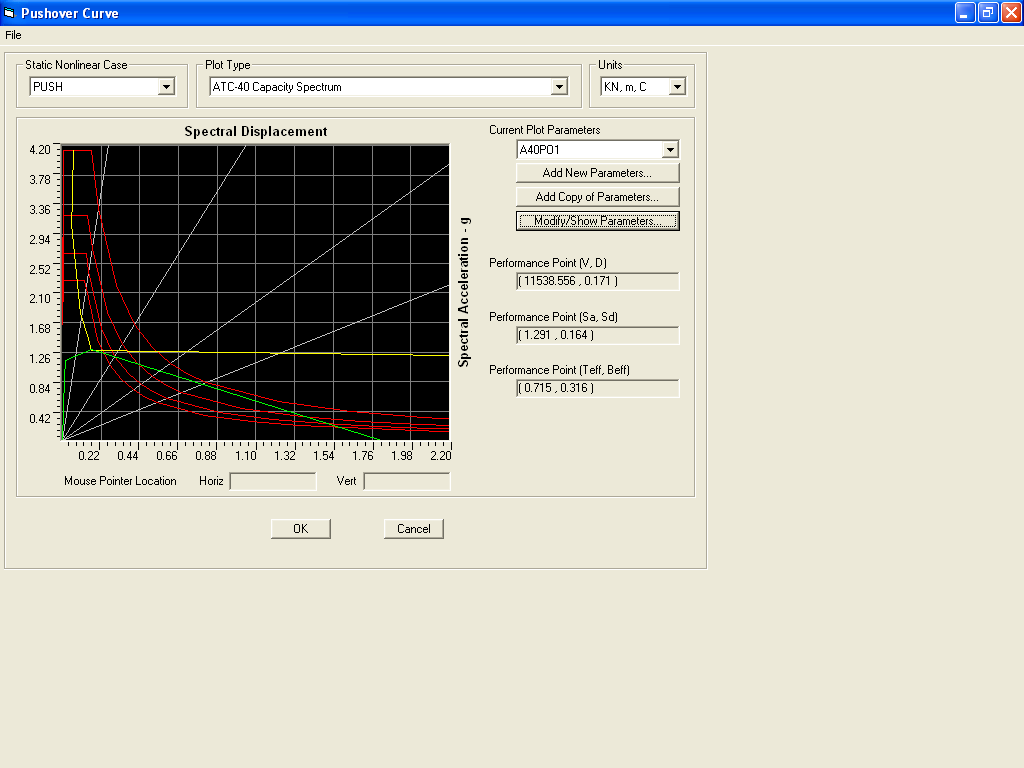 Pushover Curve
File
Static Nonlinear Case
Plot Type
Units
PUSH
ATC-40 Capacity Spectrum
KN, m, C
Spectral Displacement
4.20
3.78
3.36
2.94
2.52
2.10
1.68
1.26
0.84
0.42
0.22 0.44 0.66 0.88 1.10 1.32 1.54 1.76 1.98 2.20
Spectral Acceleration - g
Mouse Pointer Location Horiz Vert
Current Plot Parameters
A40PO1
Add New Parameters...
Add Copy of Parameters...
Modify/Show Parameters...
Performance Point (V, D)
( 11538.556 , 0.171 )
Performance Point (Sa, Sd)
( 1.291 , 0.164 )
Performance Point (Teff, Beff)
( 0.715 , 0.316 )
OK
Cancel